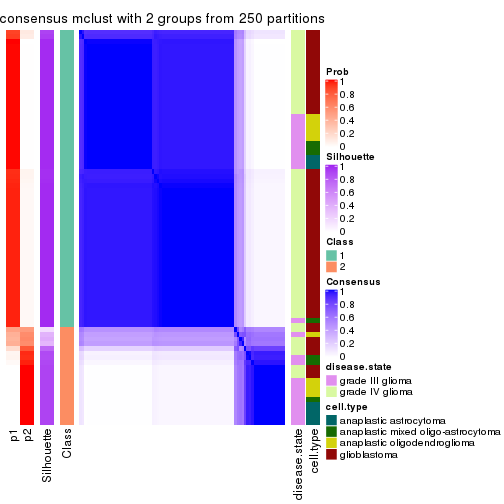 consensus mclust with 2 groups from 250 partitions
Prob
1
0.8
0.6
0.4
0.2
0
Silhouette
1
0.8
0.6
0.4
0.2
0
Class
1
2
Consensus
1
0.8
0.6
0.4
0.2
0
disease.state
grade III glioma
grade IV glioma
cell.type
anaplastic astrocytoma
anaplastic mixed oligo-astrocytoma
anaplastic oligodendroglioma
glioblastoma
p1
p2
Silhouette
Class
disease.state
cell.type